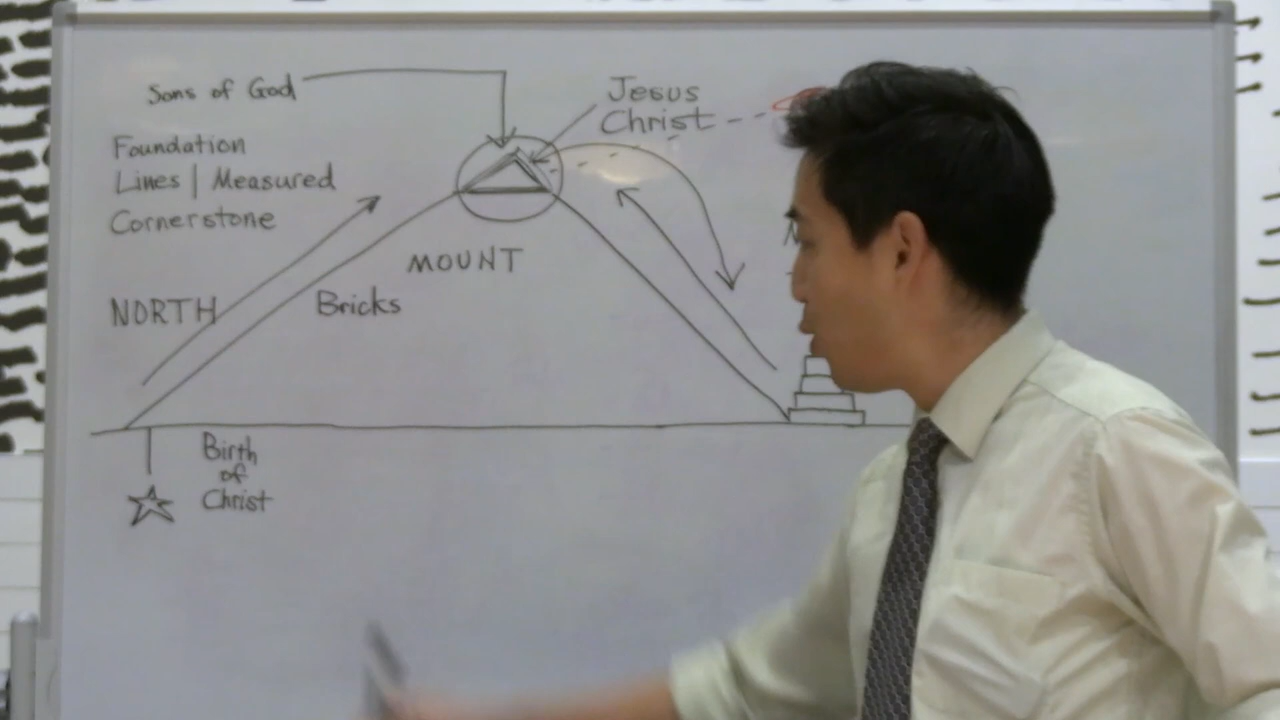 Sons of God
Jesus
Christ
Foundation
Lines | Measured
Cornerstone
MOUNT
NORTH
Bricks
Birth
of
Christ